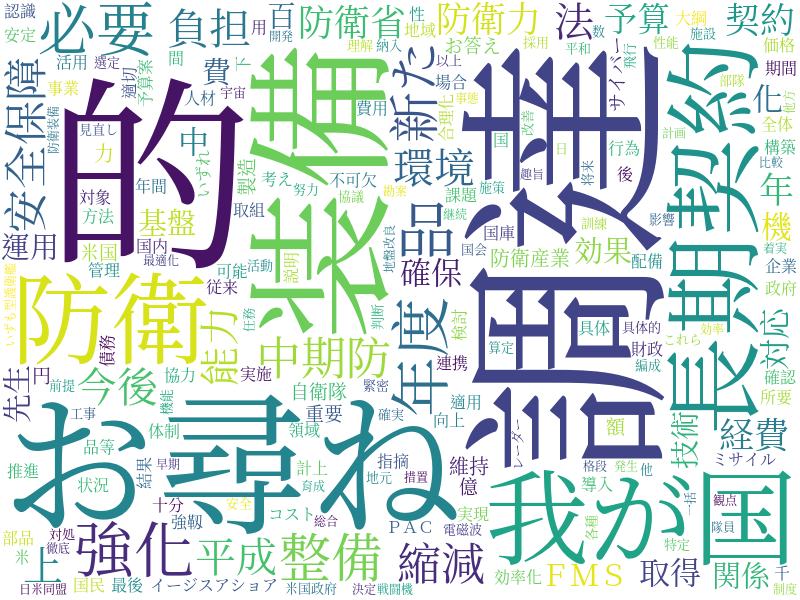 認識
安定
必要
負担
百
用
開発
防衛省
性
地域
防衛力
理解
納入
お答え
法
採用
予算
数
平和
大綱
施設
契約
価格
性能
飛行
期間
部隊
他方
安全保障
活用
事業
防衛装備
選定
適切
予算案
間
費
下
人材
宇宙
的
見直し
力
いずれ
中
対象
方法
年間
製造
装備
費用
考え
努力
不可欠
協議
勘案
継続
場合
以上
合理化
事態
新た
環境
課題
施策
調達
改善
国
趣旨
日
行為
将来
計画
サイバー
後
長期契約
化
全体
構築
比較
年
機
着実
企業
政府
対応
確認
所要
運用
基盤
米国
国内
最適化
管理
取組
可能
活動
説明
従来
任務
地盤改良
品
確保
国庫
国会
防衛産業
効果
訓練
配備
影響
いずも型護衛艦
防衛
債務
能力
中期防
判断
年度
検討
連携
算定
具体
具体的
財政
編成
これら
効率
先生
円
前提
今後
協力
機能
実施
自衛隊
緊密
重要
確実
適用
向上
領域
額
技術
経費
ミサイル
お尋ね
工事
体制
品等
推進
状況
結果
早期
計上
育成
指摘
地元
措置
維持
億
レーダー
格段
発生
他
導入
我が国
観点
一括
隊員
部品
米
対処
徹底
上
強化
十分
強靱
平成
コスト
総合
整備
ＰＡＣ
縮減
電磁波
実現
各種
特定
効率化
ＦＭＳ
取得
関係
千
制度
日米同盟
国民
最後
イージスアショア
安全
米国政府
決定
戦闘機